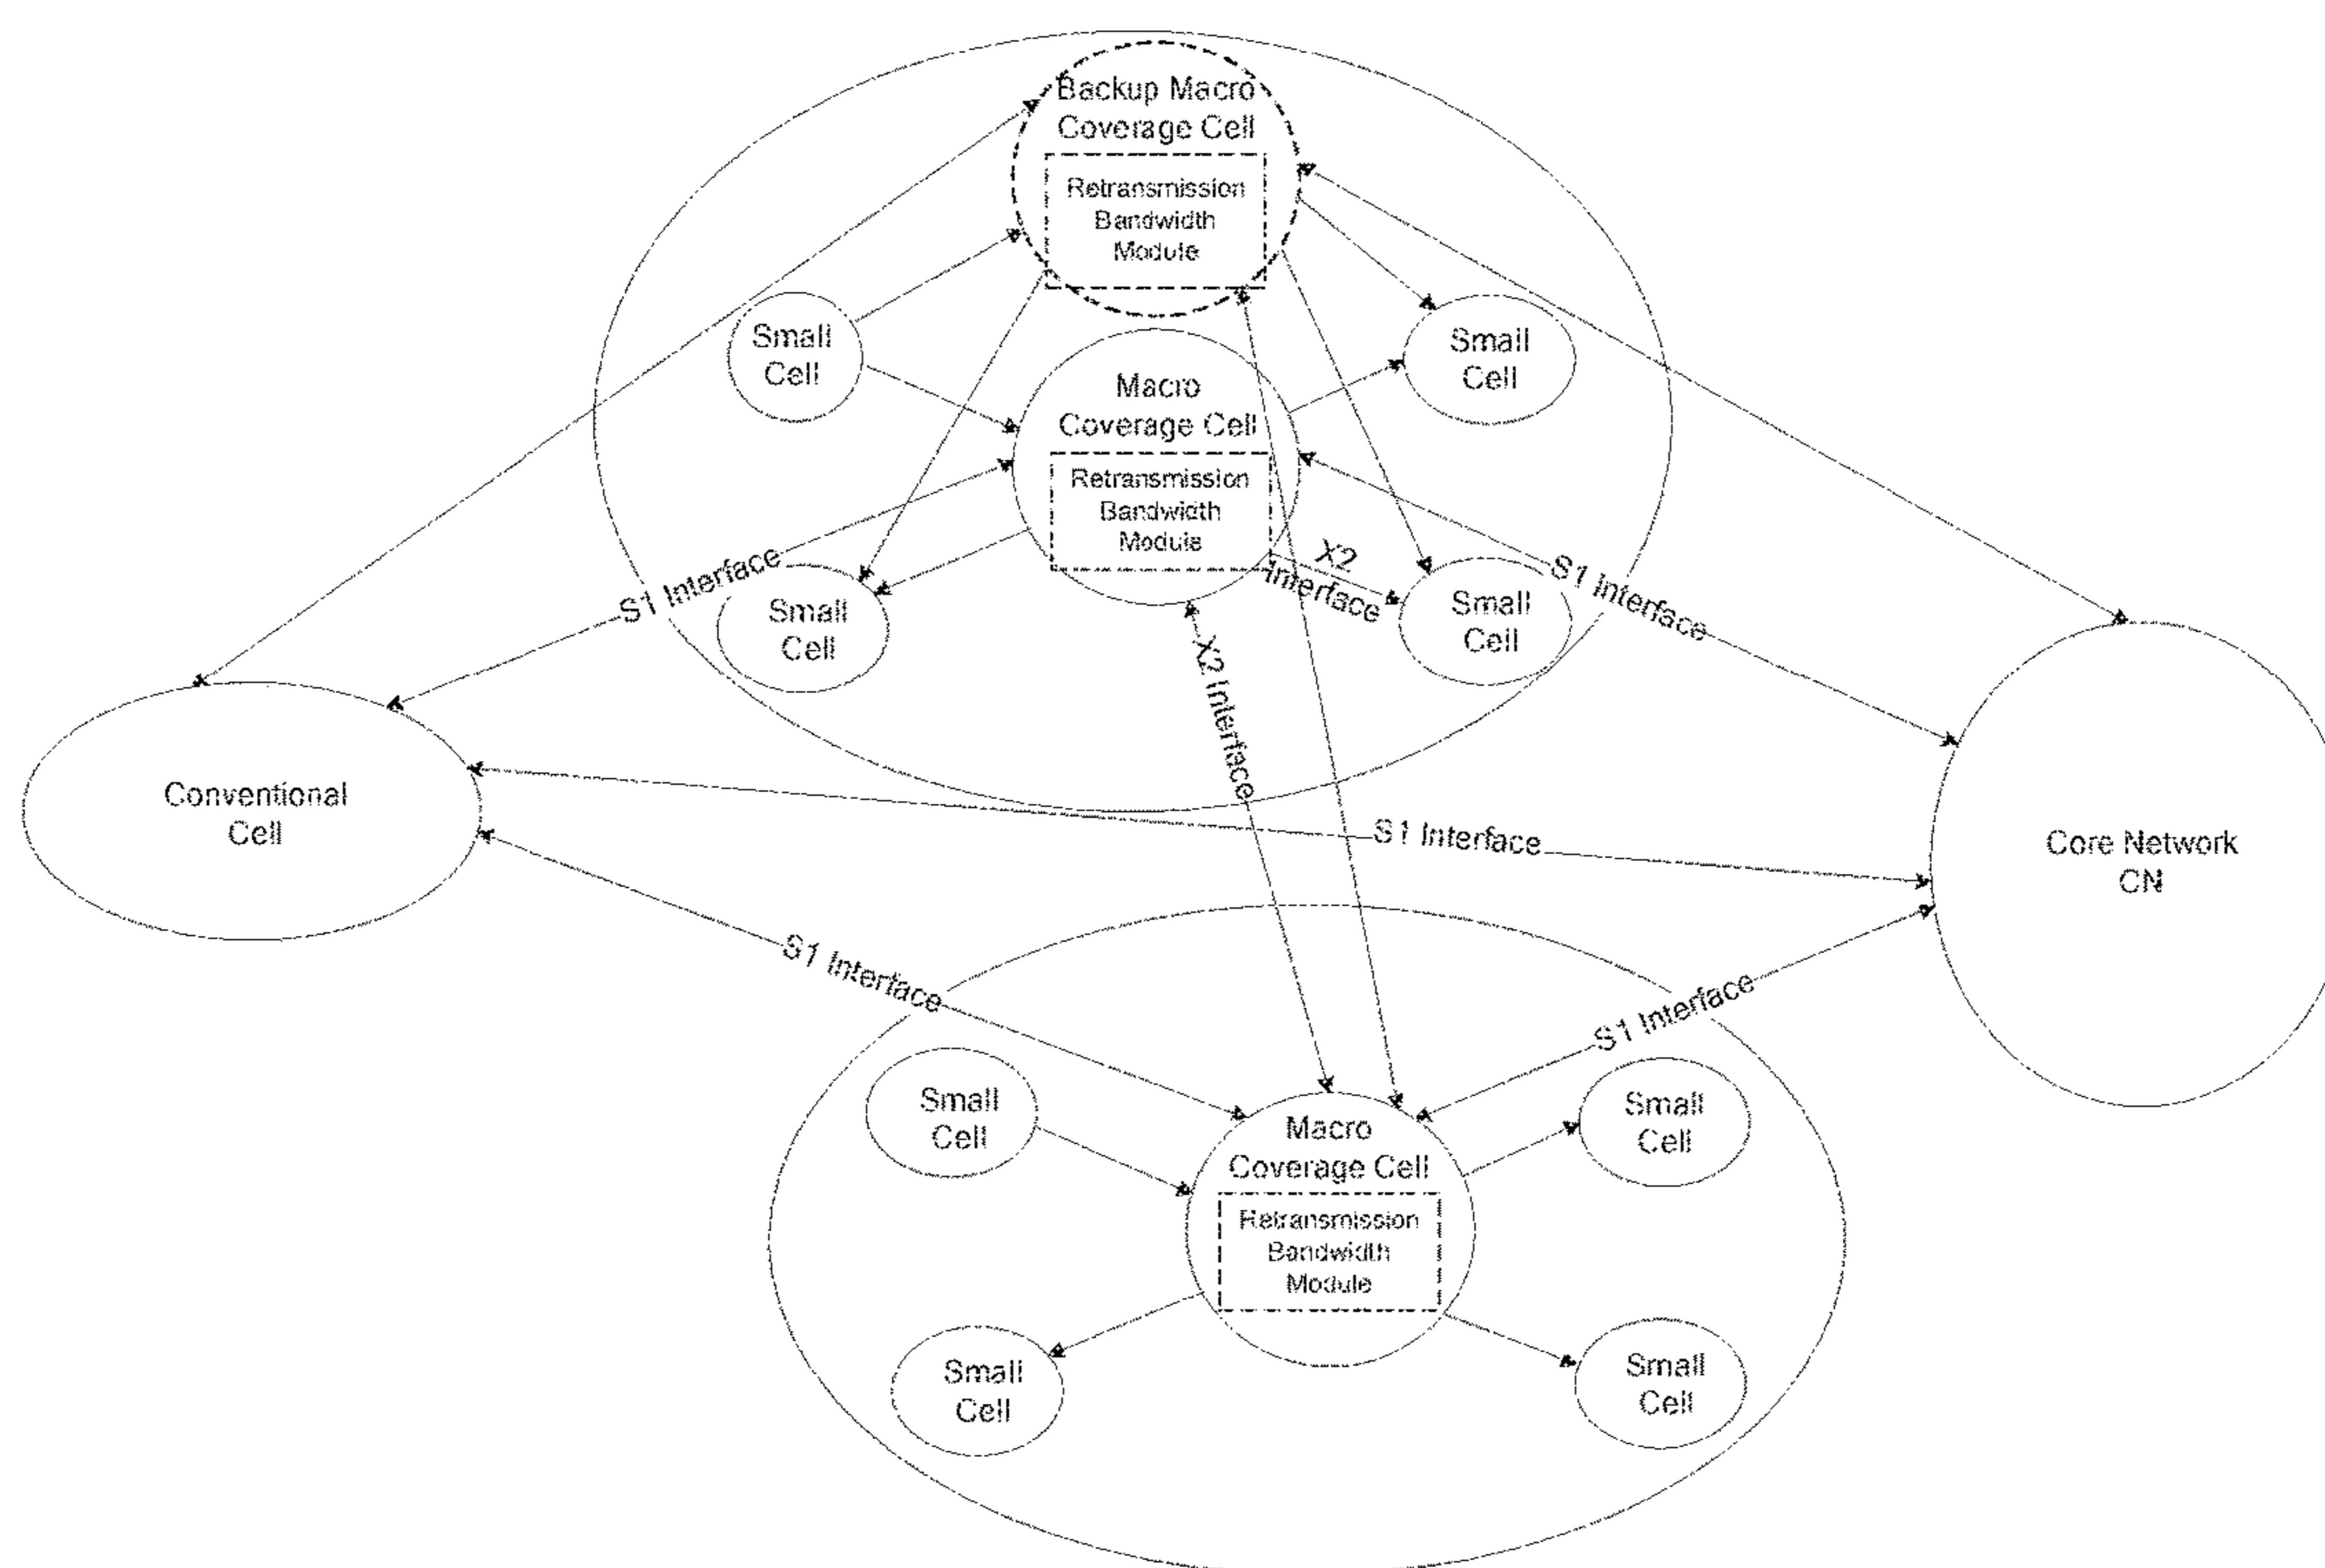 Backup Macro
Coverage Cell
Retransmission
Bandwidth
Module
Small
Cell
Small
Cell
Macro
Coverage Cell
Retransmission
Bandwidth
Module
S1 Interface
X2
Interface
S1 Interface
Small
Cell
Small
Cell
X2 Interface
Conventional
Cell
S1 Interface
Core Network
CN
S1 Interface
S1 Interface
Small
Cell
Macro
Coverage Cell
Retransmission
Bandwidth
Module
Small
Cell
Small
Cell
Small
Cell